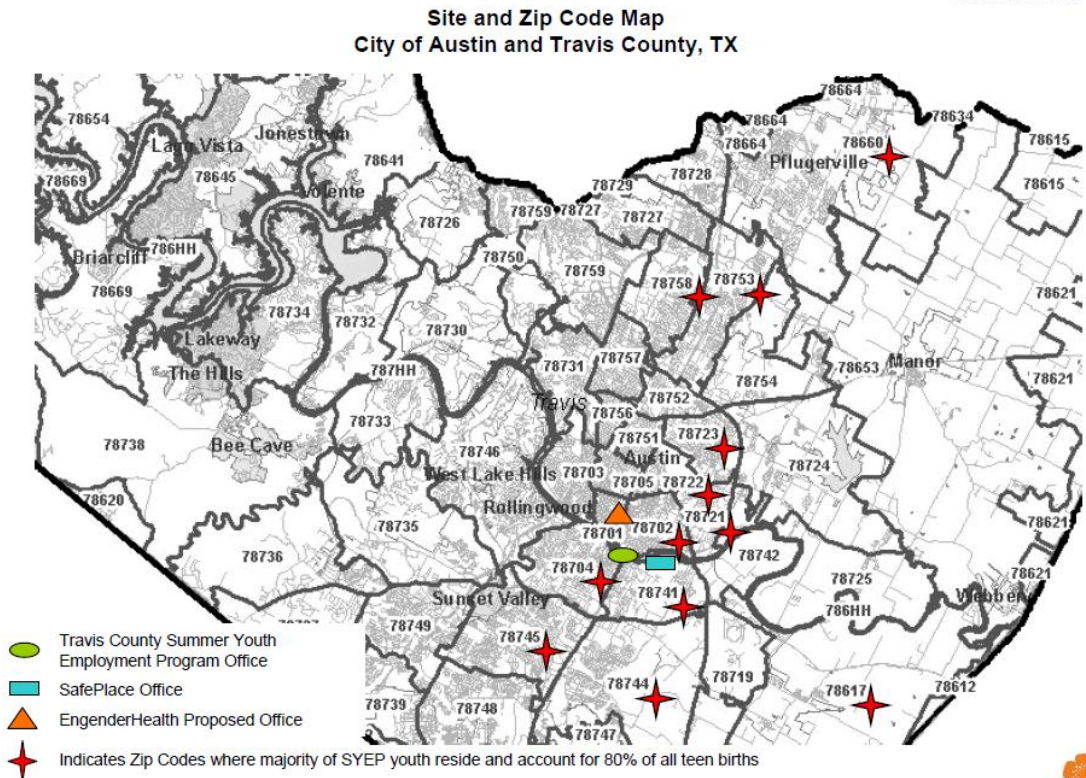 Site and Zip Code Map
City of Austin and Travis County, TX
78664
78654
78664
78634
Jonestown
78664
78660
78615
Lago Vista
78641
Pflugerville
78669
78645
78728
78615
Volente
78729
78726
78759
78727
78727
786HH
Briarcliff
78750
78759
78758
78753
78669
78621
78734
78732
78730
Lakeway
78757
Manor
The Hills
787HH
78731
78653
78754
78621
78752
Travis
78756
78733
78751
78723
78738
Bee Cave
78746
Austin
78724
West Lake Hills
78703
78705
78722
78620
Rollingwood
78721
78621
78735
78701
78702
78736
78742
78704
78725
78621
78741
Webber
Sunset Valley
786HH
78749
78745
78719
78744
78617
78612
78739
78748
78747
Travis County Summer Youth
Employment Program Office
SafePlace Office
EngenderHealth Proposed Office
Indicates Zip Codes where majority of SYEP youth reside and account for 80% of all teen births